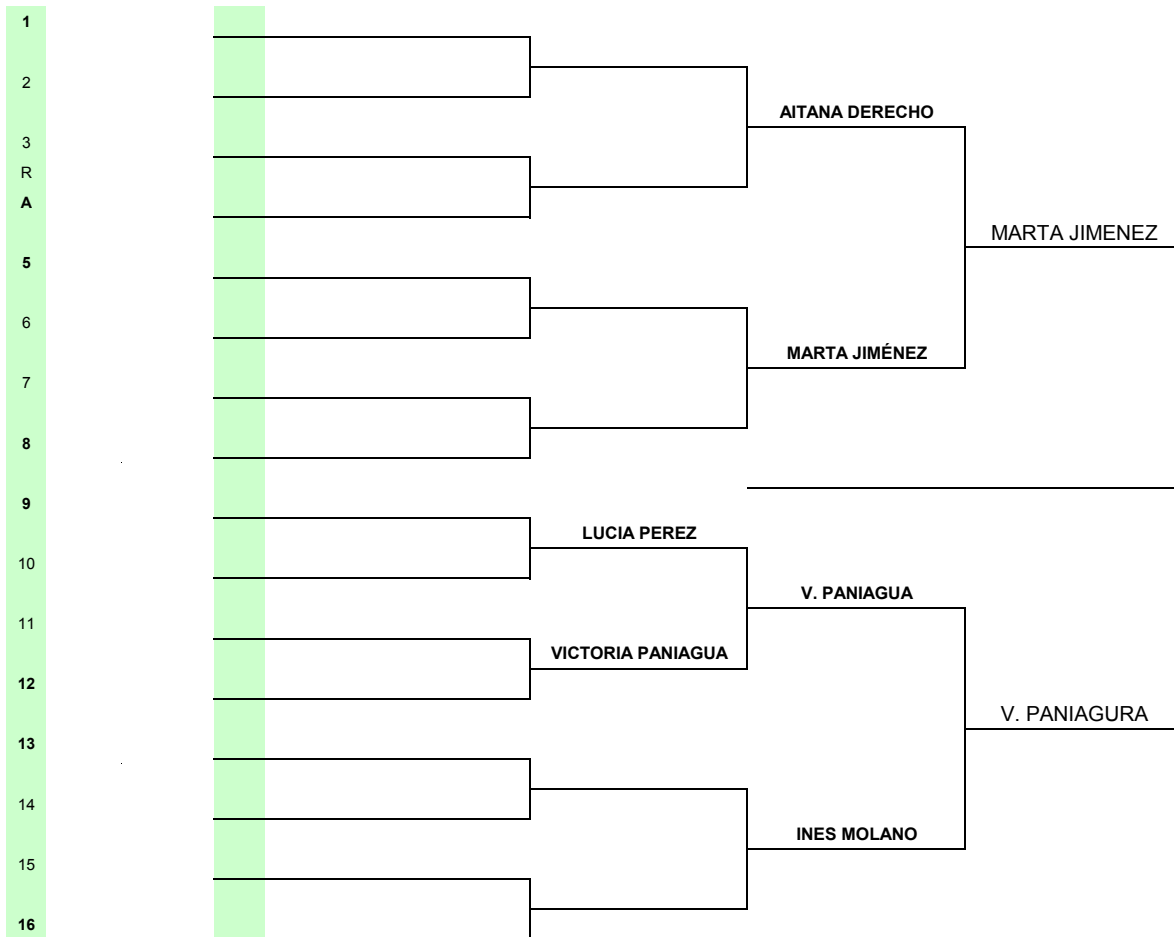 1
2
AITANA DERECHO
3
R
A
MARTA JIMENEZ
5
6
MARTA JIMÉNEZ
7
8
9
LUCIA PEREZ
10
V. PANIAGUA
11
VICTORIA PANIAGUA
12
V. PANIAGURA
13
14
INES MOLANO
15
16